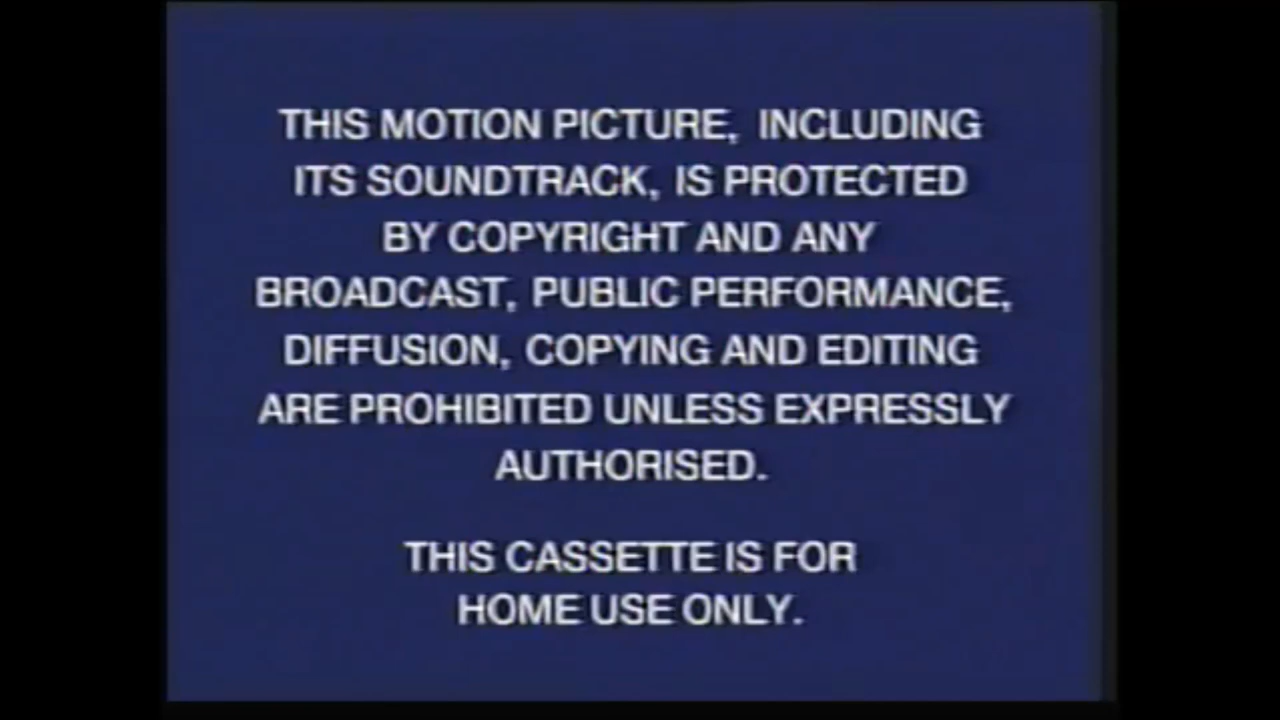 THIS MOTION PICTURE, INCLUDING
ITS SOUNDTRACK, IS PROTECTED
BY COPYRIGHT AND ANY
BROADCAST, PUBLIC PERFORMANCE,
DIFFUSION, COPYING AND EDITING
ARE PROHIBITED UNLESS EXPRESSLY
AUTHORISED.
THIS CASSETTE IS FOR
HOME USE ONLY.